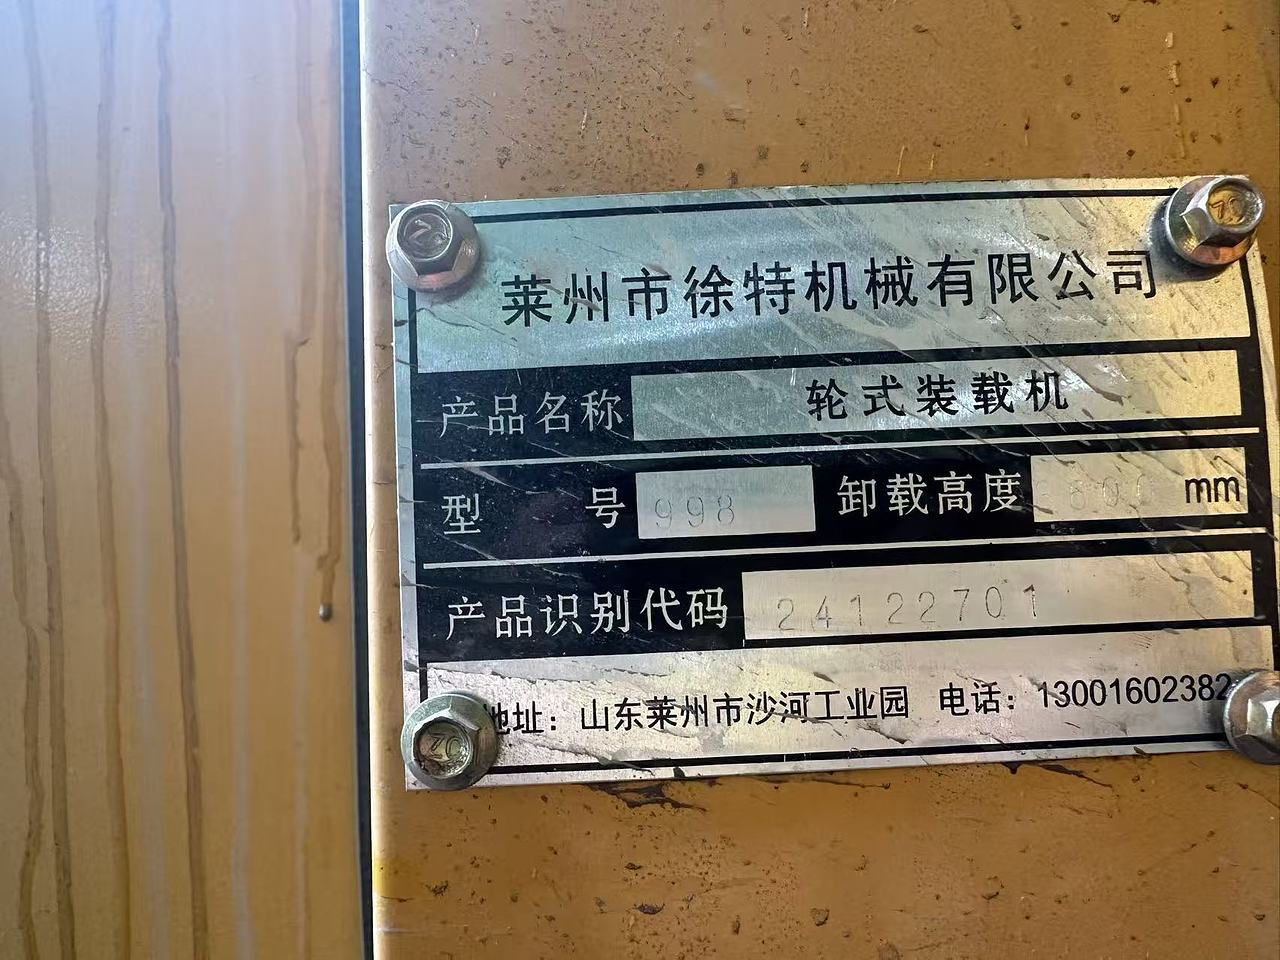 莱州市徐特机械有限公司
产品名称 轮式装载机
型 号 998 卸载高度 mm
产品识别代码 24122701
地址：山东莱州市沙河工业园 电话：13001602382